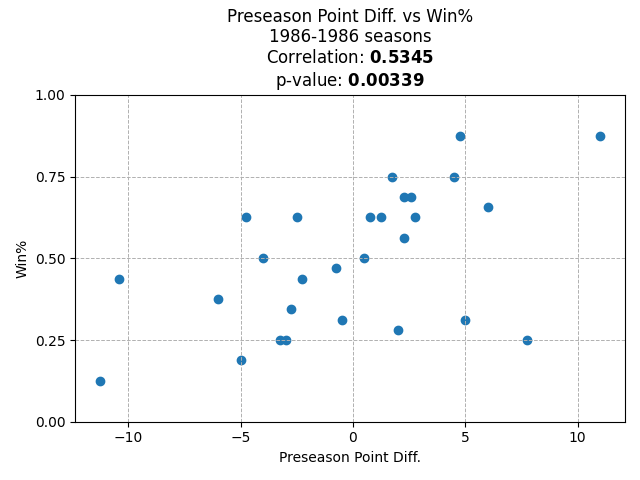 Preseason Point Diff. vs Win%
1986-1986 seasons
Correlation: 0.5345
p-value: 0.00339
1.00
0.75
0.50
0.25
0.00
Win%
−10
−5
0
5
10
Preseason Point Diff.